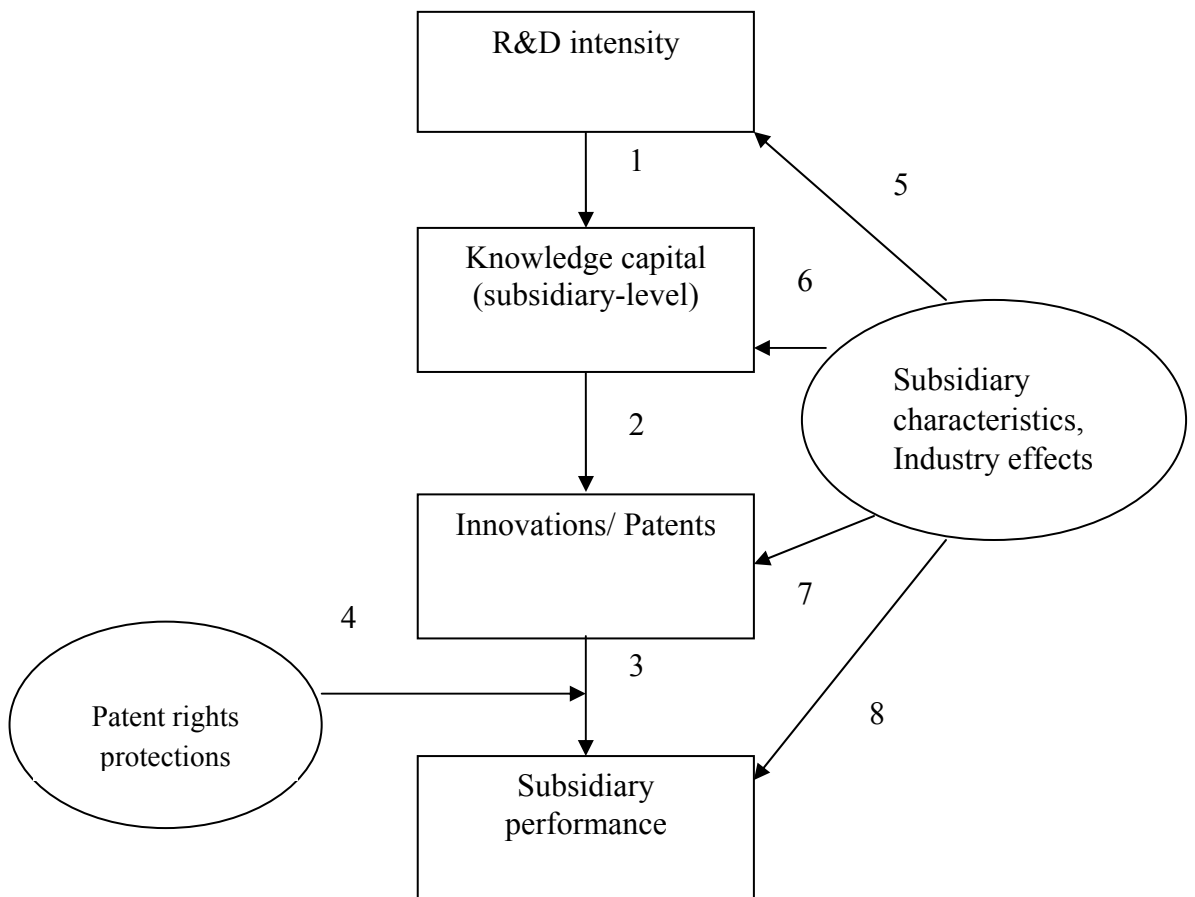 R&D intensity
1
5
Knowledge capital
(subsidiary-level)
6
Subsidiary
characteristics,
Industry effects
2
Innovations/ Patents
7
4
3
Patent rights
protections
8
Subsidiary
performance